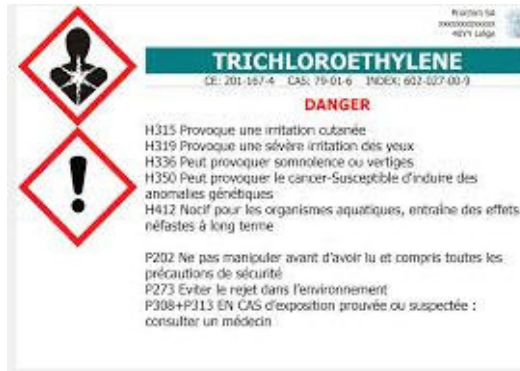 4671 Liège
TRICHLOROETHYLENE
CE: 201-167-4 CAS: 79-01-6 INDEX: 602-027-00-9
DANGER
H315 Provoque une irritation cutanée
H319 Provoque une sévère irritation des yeux
H336 Peut provoquer somnolence ou vertiges
H350 Peut provoquer le cancer-Susceptible d'induire des
anomalies génétiques
H412 Nocif pour les organismes aquatiques, entraîne des effets
néfastes à long terme
P202 Ne pas manipuler avant d'avoir lu et compris toutes les
précautions de sécurité
P273 Eviter le rejet dans l'environnement
P308+P313 EN CAS d'exposition prouvée ou suspectée :
consulter un médecin